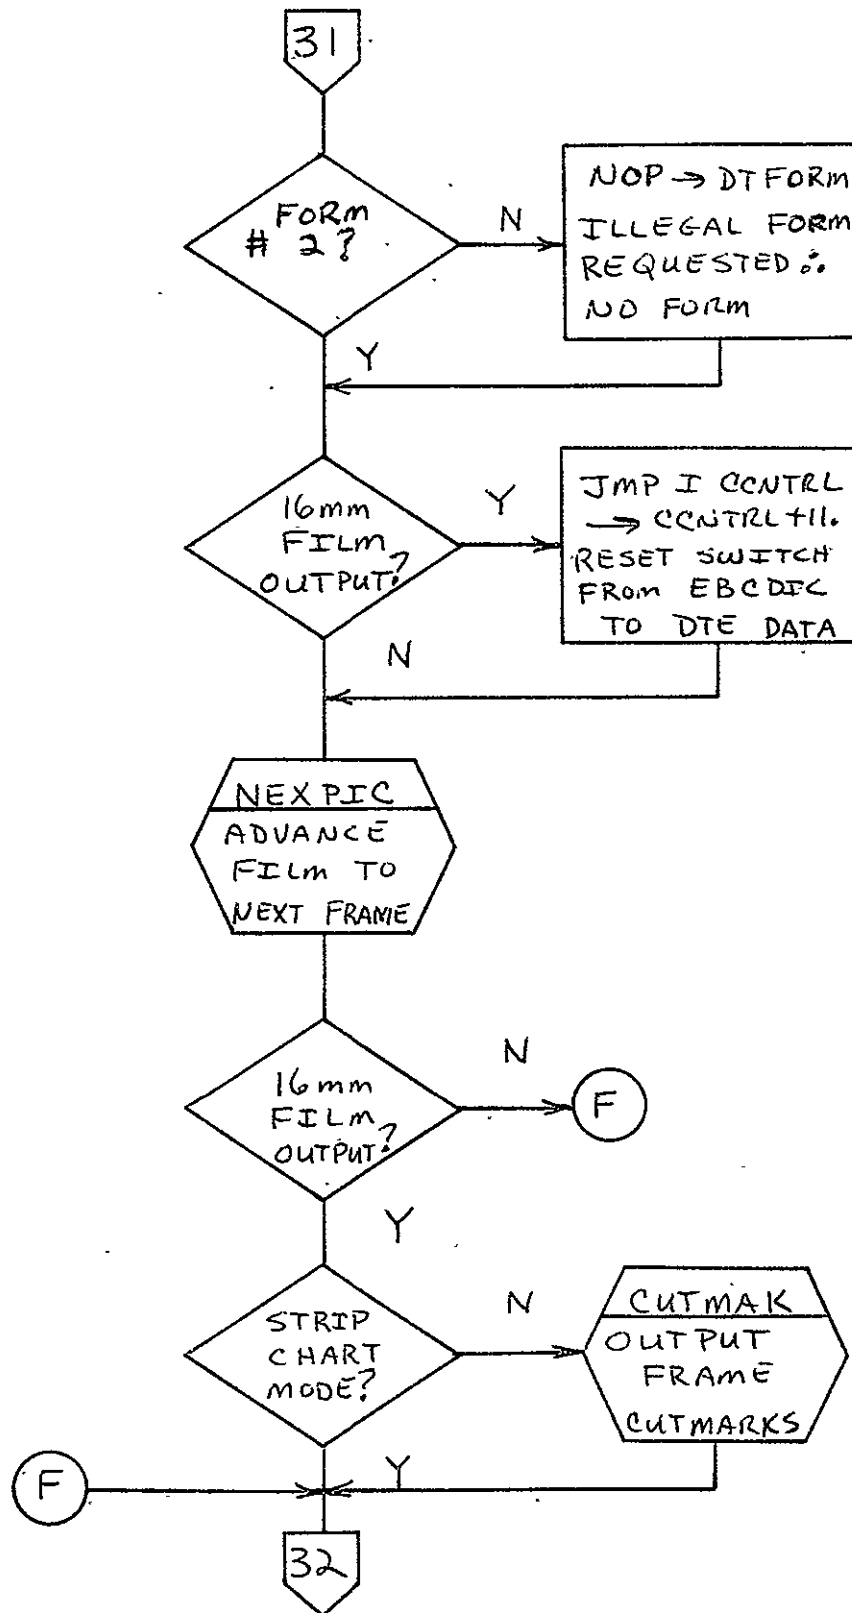 31
FORM
# 2?
N
NOP → DTFORM
ILLEGAL FORM
REQUESTED ∴
NO FORM
Y
16mm
FILM
OUTPUT?
Y
JMP I CCNTRL
→ CCNTRL+11.
RESET SWITCH
FROM EBCDIC
TO DTE DATA
N
NEXPIC
ADVANCE
FILM TO
NEXT FRAME
16mm
FILM
OUTPUT?
N
F
Y
STRIP
CHART
MODE?
N
CUTMAK
OUTPUT
FRAME
CUTMARKS
F
Y
32